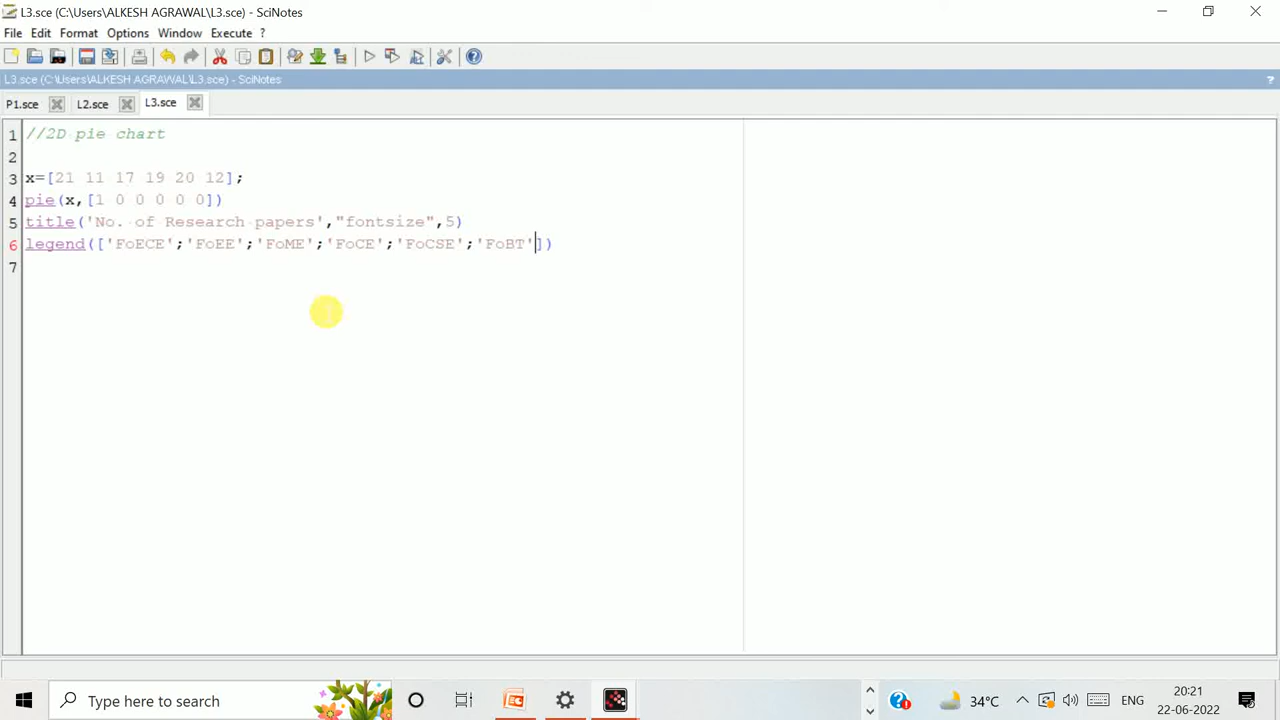 L3.sce (C:\Users\ALKESH AGRAWAL\L3.sce) - SciNotes
File Edit Format Options Window Execute ?
L3.sce (C:\Users\ALKESH AGRAWAL\L3.sce) - SciNotes ?
P1.sce L2.sce L3.sce
1 //2D pie chart
2
3 x=[21 11 17 19 20 12];
4 pie(x,[1 0 0 0 0 0])
5 title('No. of Research papers',"fontsize",5)
6 legend(['FoECE';'FoEE';'FoME';'FoCE';'FoCSE';'FoBT'])
7
Type here to search 34°C ENG 20:21
22-06-2022